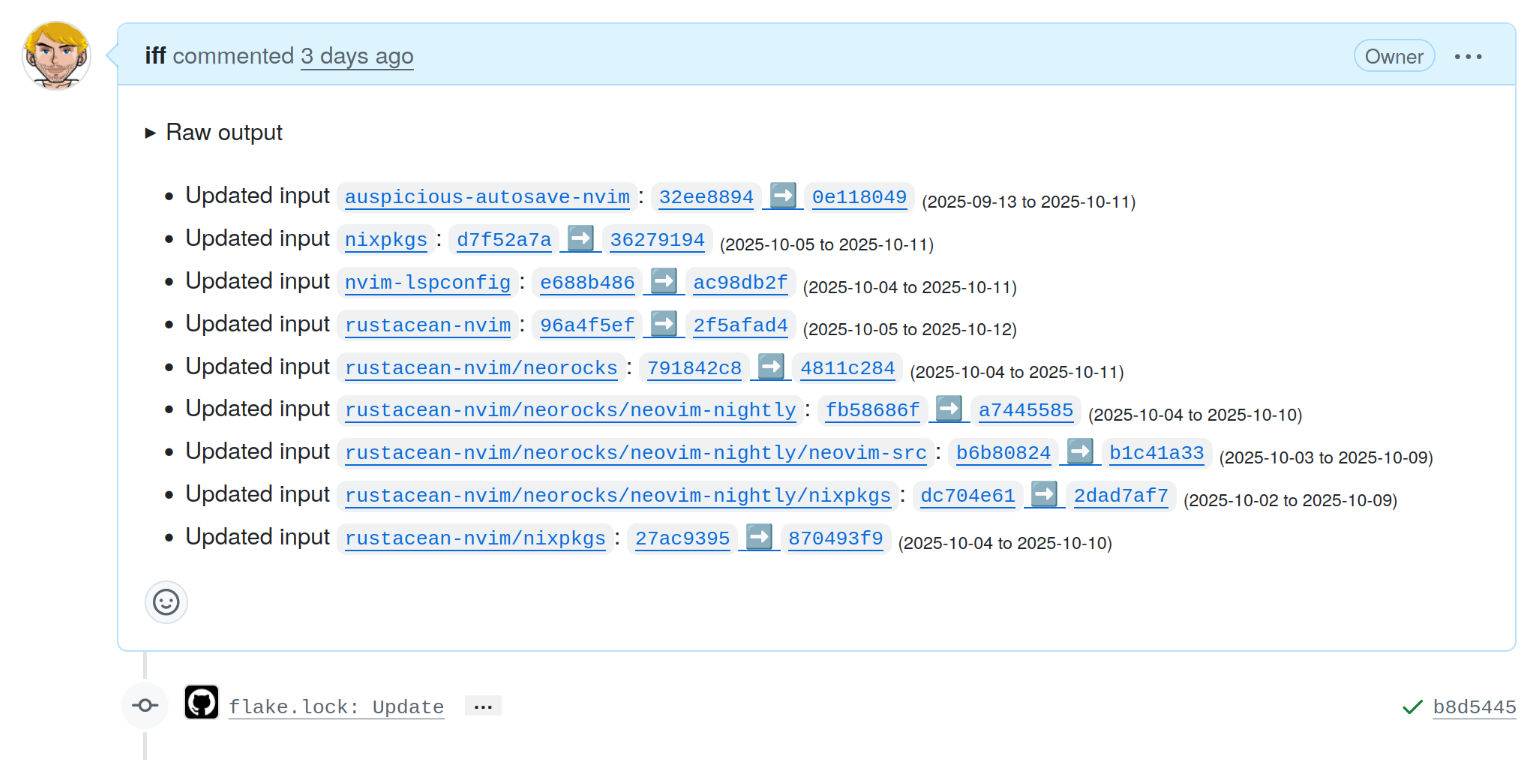 iff commented 3 days ago Owner ...
▸ Raw output
• Updated input auspicious-autosave-nvim: 32ee8894 ➡️ 0e118049 (2025-09-13 to 2025-10-11)
• Updated input nixpkgs: d7f52a7a ➡️ 36279194 (2025-10-05 to 2025-10-11)
• Updated input nvim-lspconfig: e688b486 ➡️ ac98db2f (2025-10-04 to 2025-10-11)
• Updated input rustacean-nvim: 96a4f5ef ➡️ 2f5afad4 (2025-10-05 to 2025-10-12)
• Updated input rustacean-nvim/neorocks: 791842c8 ➡️ 4811c284 (2025-10-04 to 2025-10-11)
• Updated input rustacean-nvim/neorocks/neovim-nightly: fb58686f ➡️ a7445585 (2025-10-04 to 2025-10-10)
• Updated input rustacean-nvim/neorocks/neovim-nightly/neovim-src: b6b80824 ➡️ b1c41a33 (2025-10-03 to 2025-10-09)
• Updated input rustacean-nvim/neorocks/neovim-nightly/nixpkgs: dc704e61 ➡️ 2dad7af7 (2025-10-02 to 2025-10-09)
• Updated input rustacean-nvim/nixpkgs: 27ac9395 ➡️ 870493f9 (2025-10-04 to 2025-10-10)
flake.lock: Update ... b8d5445